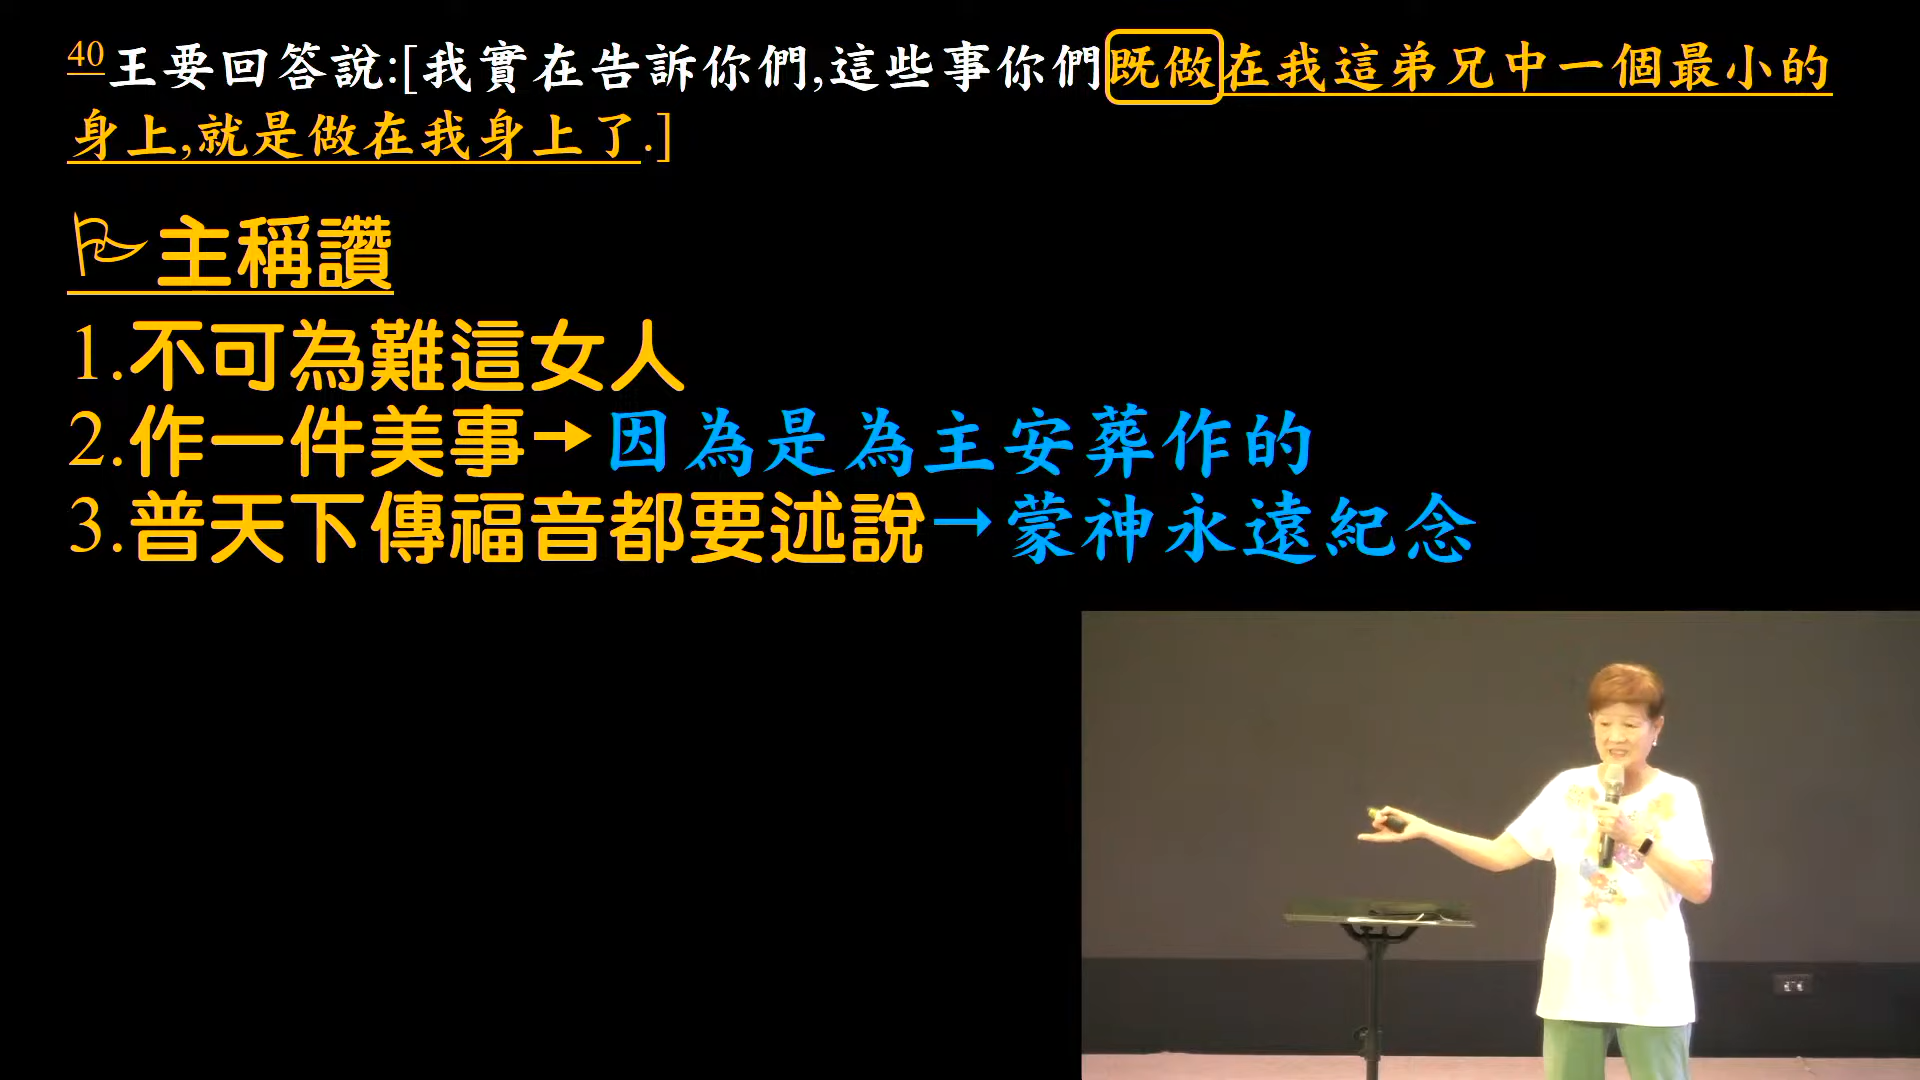 40王要回答說:[我實在告訴你們,這些事你們既做在我這弟兄中一個最小的
身上,就是做在我身上了.]
主稱讚
1.不可為難這女人
2.作一件美事→因為是為主安葬作的
3.普天下傳福音都要述說→蒙神永遠紀念